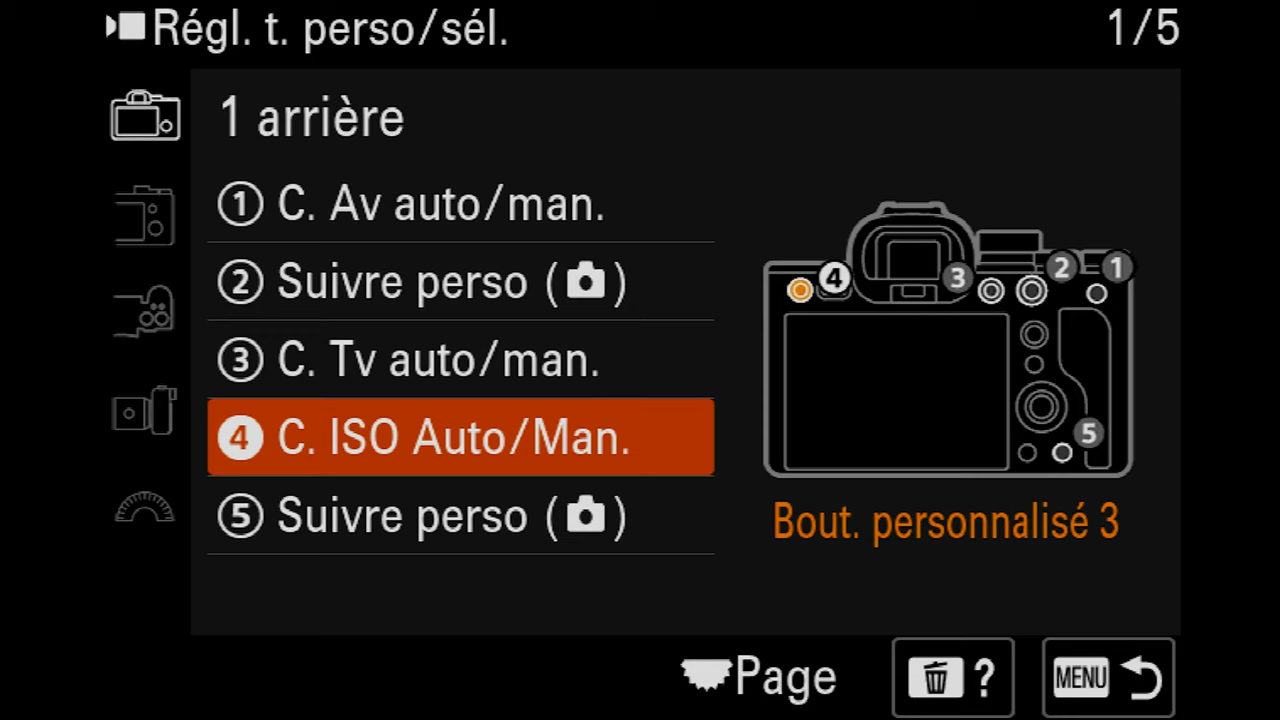 Régl. t. perso/sél.
1/5
1 arrière
① C. Av auto/man.
② Suivre perso ( )
③ C. Tv auto/man.
④ C. ISO Auto/Man.
⑤ Suivre perso ( )
4
3
2
1
5
Bout. personnalisé 3
Page
?
MENU